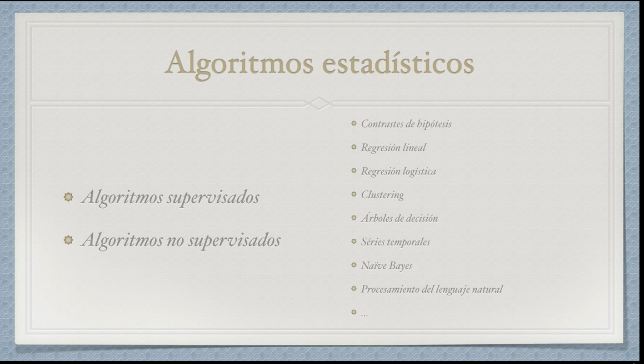 Algoritmos estadísticos
Algoritmos supervisados
Algoritmos no supervisados
Contrastes de hipótesis
Regresión lineal
Regresión logística
Clustering
Árboles de decisión
Séries temporales
Naïve Bayes
Procesamiento del lenguaje natural
...